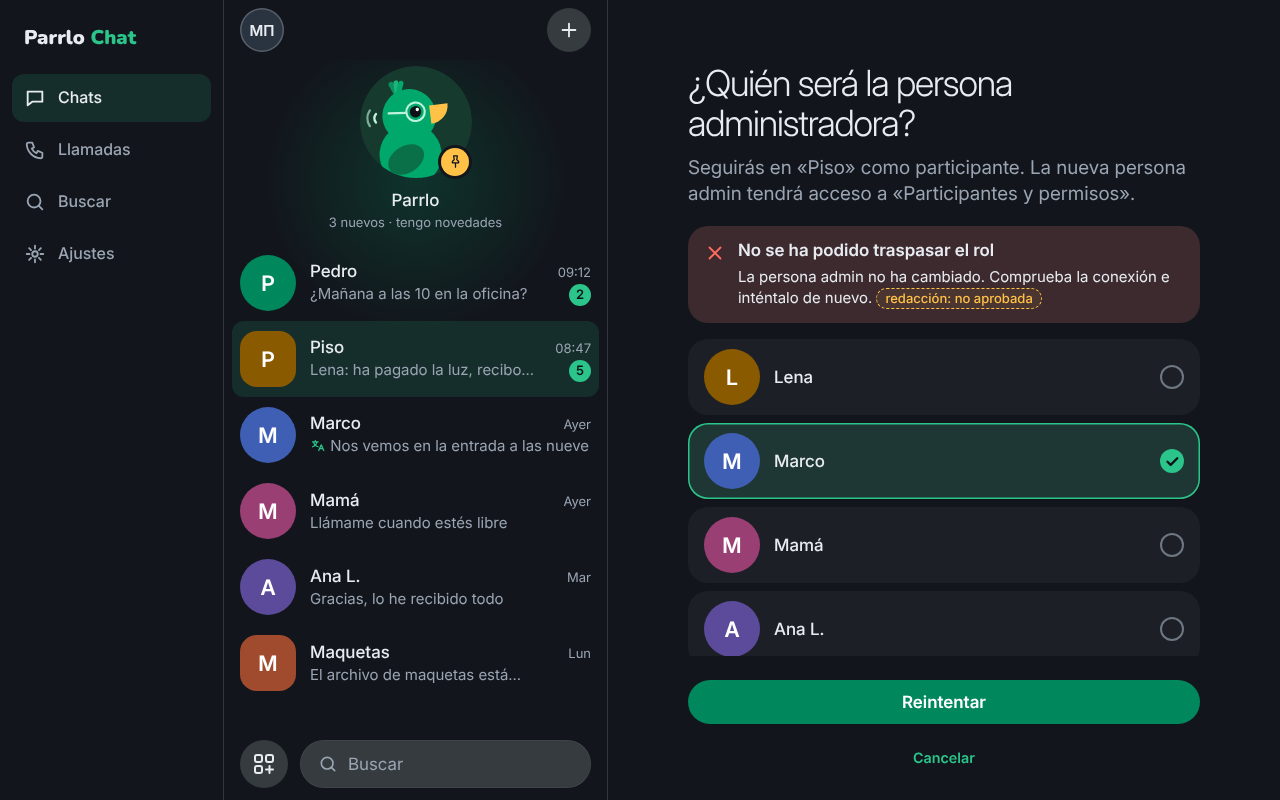 Parrlo Chat
Chats
Llamadas
Buscar
Ajustes
МП
Parrlo
3 nuevos · tengo novedades
P
Pedro
09:12
¿Mañana a las 10 en la oficina?
2
P
Piso
08:47
Lena: ha pagado la luz, recibo...
5
M
Marco
Ayer
Nos vemos en la entrada a las nueve
M
Mamá
Ayer
Llámame cuando estés libre
A
Ana L.
Mar
Gracias, lo he recibido todo
M
Maquetas
Lun
El archivo de maquetas está...
Buscar
¿Quién será la persona
administradora?
Seguirás en «Piso» como participante. La nueva persona
admin tendrá acceso a «Participantes y permisos».
No se ha podido traspasar el rol
La persona admin no ha cambiado. Comprueba la conexión e
inténtalo de nuevo. redacción: no aprobada
L
Lena
M
Marco
M
Mamá
A
Ana L.
Reintentar
Cancelar